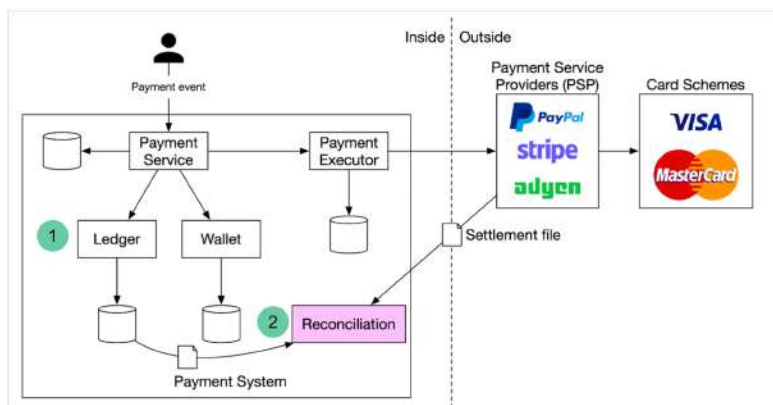 Inside
Outside
Payment event
Payment Service
Providers (PSP)
Card Schemes
PayPal
stripe
adyen
VISA
MasterCard
Payment
Service
Payment
Executor
1
Ledger
Wallet
Settlement file
2
Reconciliation
Payment System